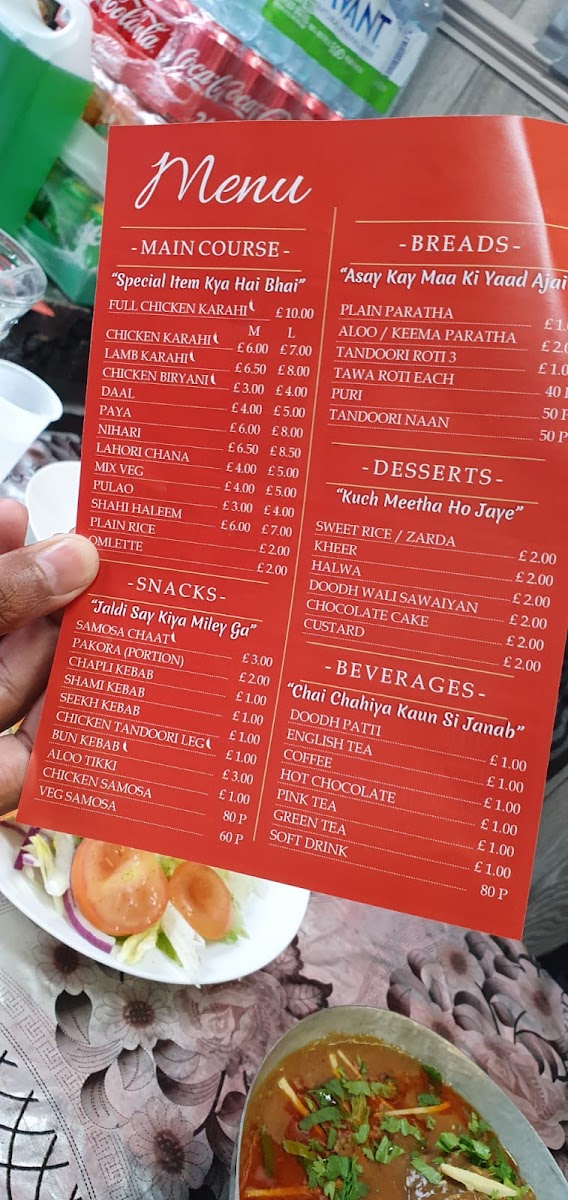 Coca-Cola
Coca-Cola
VANT
Menu
- MAIN COURSE -
"Special Item Kya Hai Bhai"
FULL CHICKEN KARAHI £10.00
M L
CHICKEN KARAHI £6.00 £7.00
LAMB KARAHI £6.50 £8.00
CHICKEN BIRYANI £3.00 £4.00
DAAL £4.00 £5.00
PAYA £6.00 £8.00
NIHARI £6.50 £8.50
LAHORI CHANA £4.00 £5.00
MIX VEG £4.00 £5.00
PULAO £3.00 £4.00
SHAHI HALEEM £6.00 £7.00
PLAIN RICE £2.00
OMLETTE £2.00
- SNACKS -
"Jaldi Say Kiya Miley Ga"
SAMOSA CHAAT £3.00
PAKORA (PORTION) £2.00
CHAPLI KEBAB £1.00
SHAMI KEBAB £1.00
SEEKH KEBAB £1.00
CHICKEN TANDOORI LEG £1.00
BUN KEBAB £3.00
ALOO TIKKI £1.00
CHICKEN SAMOSA 80 P
VEG SAMOSA 60 P
- BREADS -
"Asay Kay Maa Ki Yaad Ajai
PLAIN PARATHA £1.
ALOO / KEEMA PARATHA £2.
TANDOORI ROTI 3 £1.0
TAWA ROTI EACH 40
PURI 50 P
TANDOORI NAAN 50 P
- DESSERTS -
"Kuch Meetha Ho Jaye"
SWEET RICE / ZARDA £2.00
KHEER £2.00
HALWA £2.00
DOODH WALI SAWAIYAN £2.00
CHOCOLATE CAKE £2.00
CUSTARD £2.00
- BEVERAGES -
"Chai Chahiya Kaun Si Janab"
DOODH PATTI £1.00
ENGLISH TEA £1.00
COFFEE £1.00
HOT CHOCOLATE £1.00
PINK TEA £1.00
GREEN TEA £1.00
SOFT DRINK 80 P